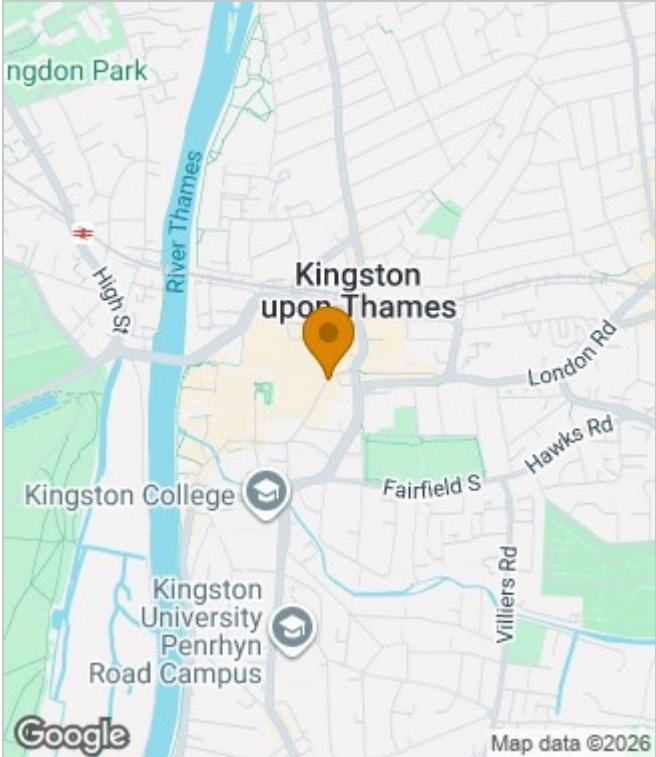 ngdon Park
River Thames
High St
Kingston
upon Thames
London Rd
Hawks Rd
Kingston College
Fairfield S
Kingston
University
Penrhyn
Road Campus
Villiers Rd
Google
Map data ©2026